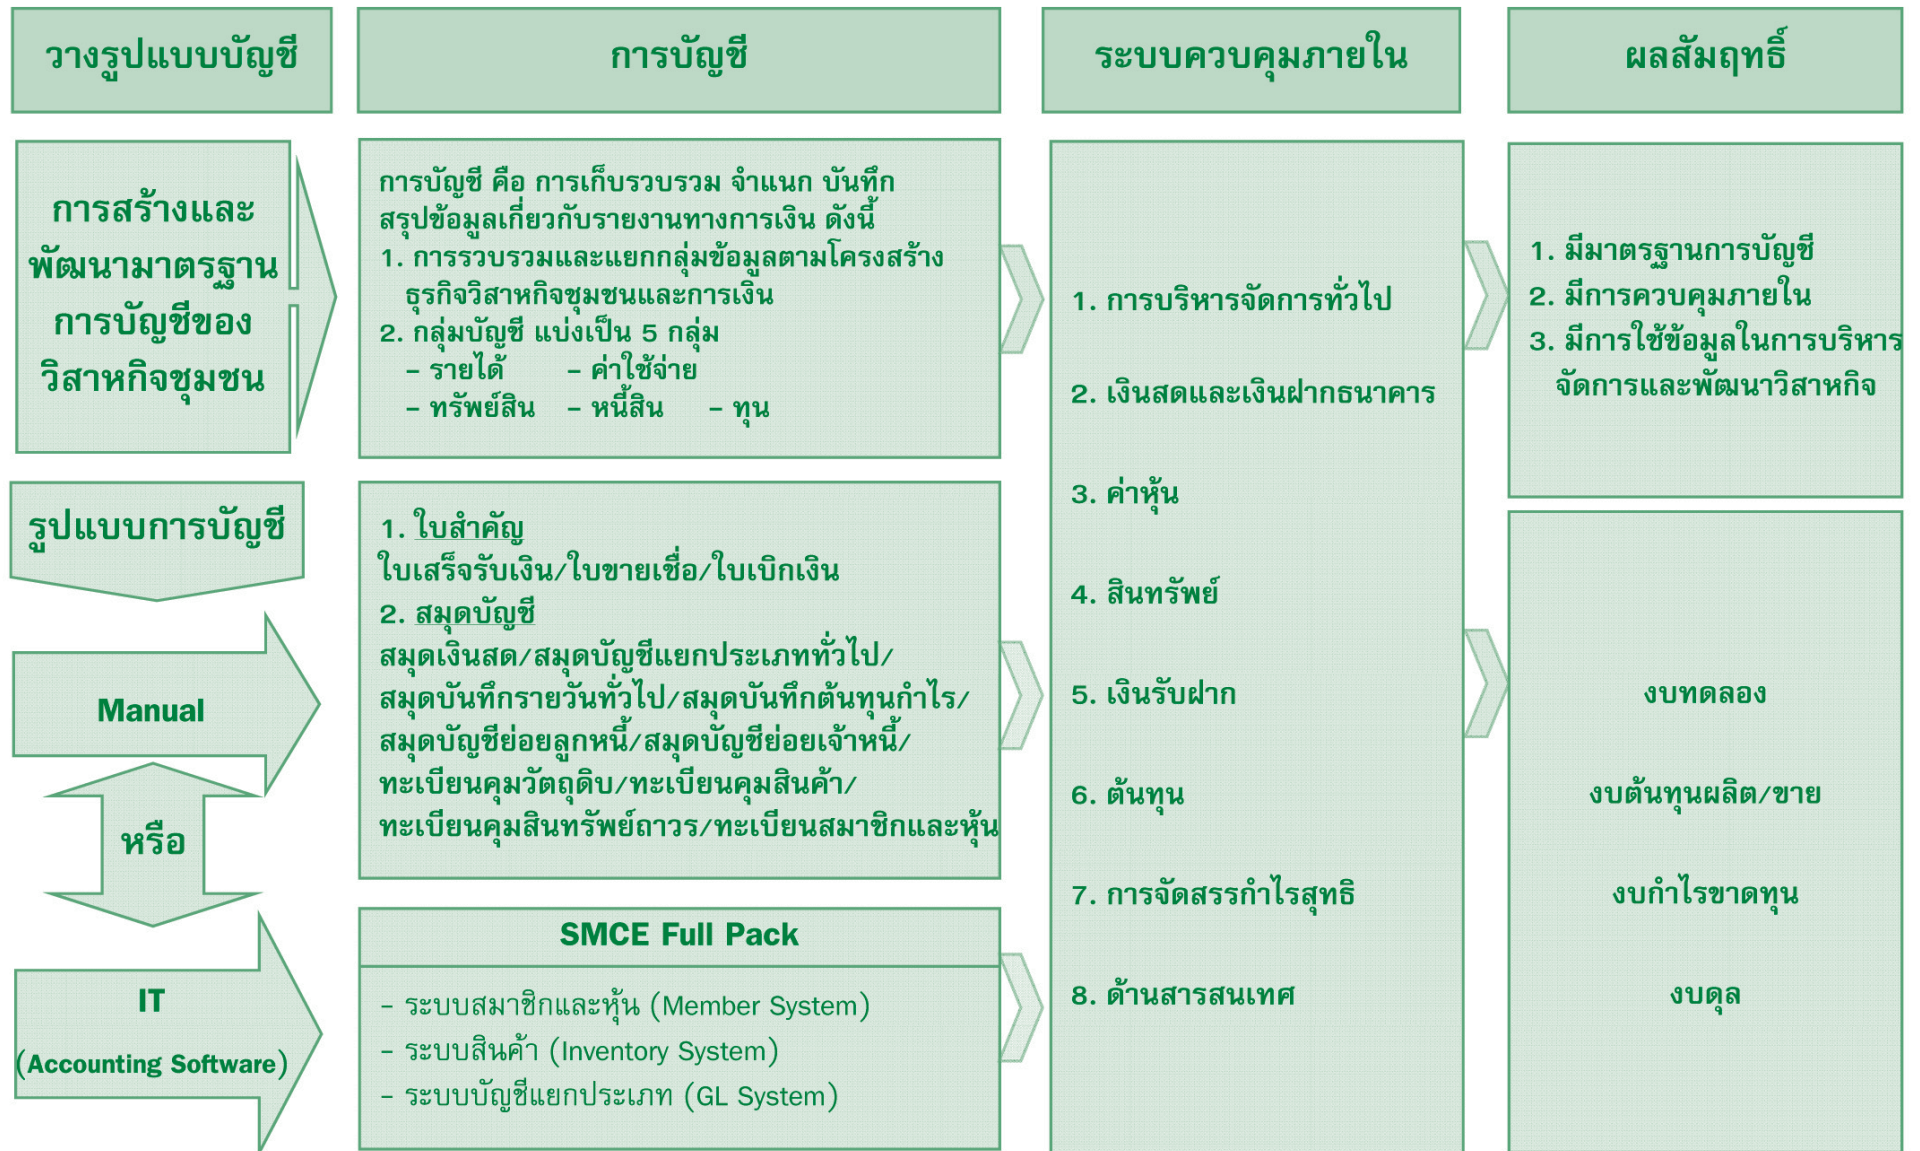 วางรูปแบบบัญชี
การบัญชี
ระบบควบคุมภายใน
ผลสัมฤทธิ์
การสร้างและ
พัฒนามาตรฐาน
การบัญชีของ
วิสาหกิจชุมชน
การบัญชี คือ การเก็บรวบรวม จำแนก บันทึก
สรุปข้อมูลเกี่ยวกับรายงานทางการเงิน ดังนี้
1. การรวบรวมและแยกกลุ่มข้อมูลตามโครงสร้าง
ธุรกิจวิสาหกิจชุมชนและการเงิน
2. กลุ่มบัญชี แบ่งเป็น 5 กลุ่ม
– รายได้ – ค่าใช้จ่าย
– ทรัพย์สิน – หนี้สิน – ทุน
รูปแบบการบัญชี
Manual
หรือ
IT
(Accounting Software)
1. ใบสำคัญ
ใบเสร็จรับเงิน/ใบขายเชื่อ/ใบเบิกเงิน
2. สมุดบัญชี
สมุดเงินสด/สมุดบัญชีแยกประเภททั่วไป/
สมุดบันทึกรายวันทั่วไป/สมุดบันทึกต้นทุนกำไร/
สมุดบัญชีย่อยลูกหนี้/สมุดบัญชีย่อยเจ้าหนี้/
ทะเบียนคุมวัตถุดิบ/ทะเบียนคุมสินค้า/
ทะเบียนคุมสินทรัพย์ถาวร/ทะเบียนสมาชิกและหุ้น
SMCE Full Pack
– ระบบสมาชิกและหุ้น (Member System)
– ระบบสินค้า (Inventory System)
– ระบบบัญชีแยกประเภท (GL System)
1. การบริหารจัดการทั่วไป
2. เงินสดและเงินฝากธนาคาร
3. ค่าหุ้น
4. สินทรัพย์
5. เงินรับฝาก
6. ต้นทุน
7. การจัดสรรกำไรสุทธิ
8. ด้านสารสนเทศ
1. มีมาตรฐานการบัญชี
2. มีการควบคุมภายใน
3. มีการใช้ข้อมูลในการบริหาร
จัดการและพัฒนาวิสาหกิจ
งบทดลอง
งบต้นทุนผลิต/ขาย
งบกำไรขาดทุน
งบดุล